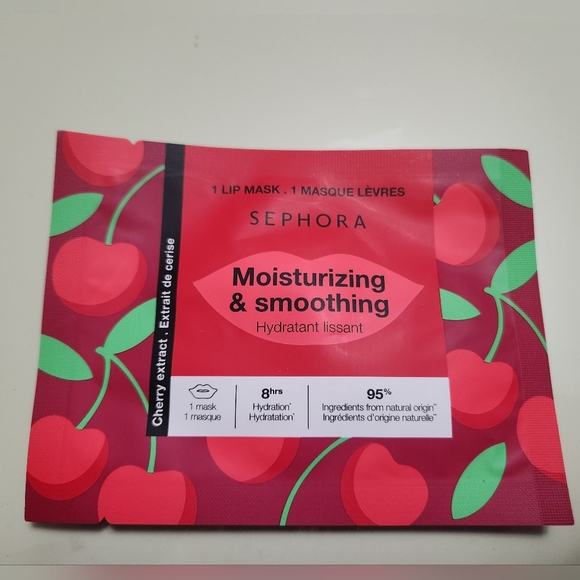 1 LIP MASK . 1 MASQUE LÈVRES
SEPHORA
Moisturizing
& smoothing
Hydratant lissant
Cherry extract . Extrait de cerise
1 mask
1 masque
8hrs
Hydration*
Hydratation*
95%
Ingredients from natural origin**
Ingrédients d'origine naturelle**